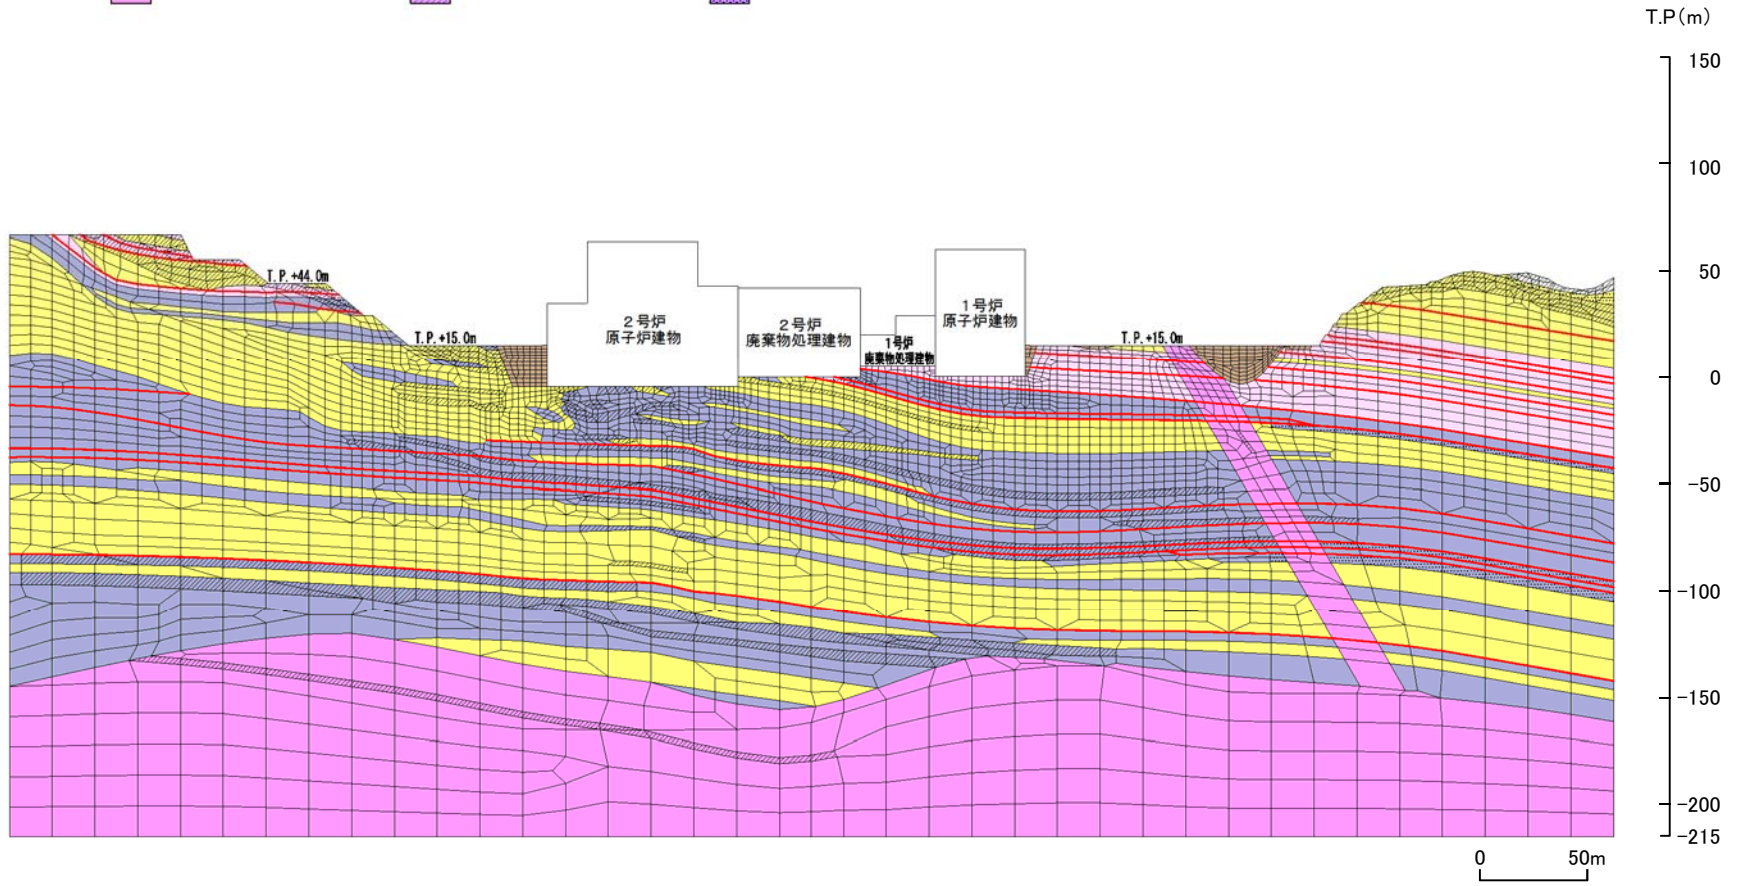 T.P(m)
150
100
50
0
-50
-100
-150
-200
-215
T.P.+44.0m
T.P.+15.0m
2号炉
原子炉建物
2号炉
廃棄物処理建物
1号炉
廃棄物処理建物
1号炉
原子炉建物
T.P.+15.0m
0 50m